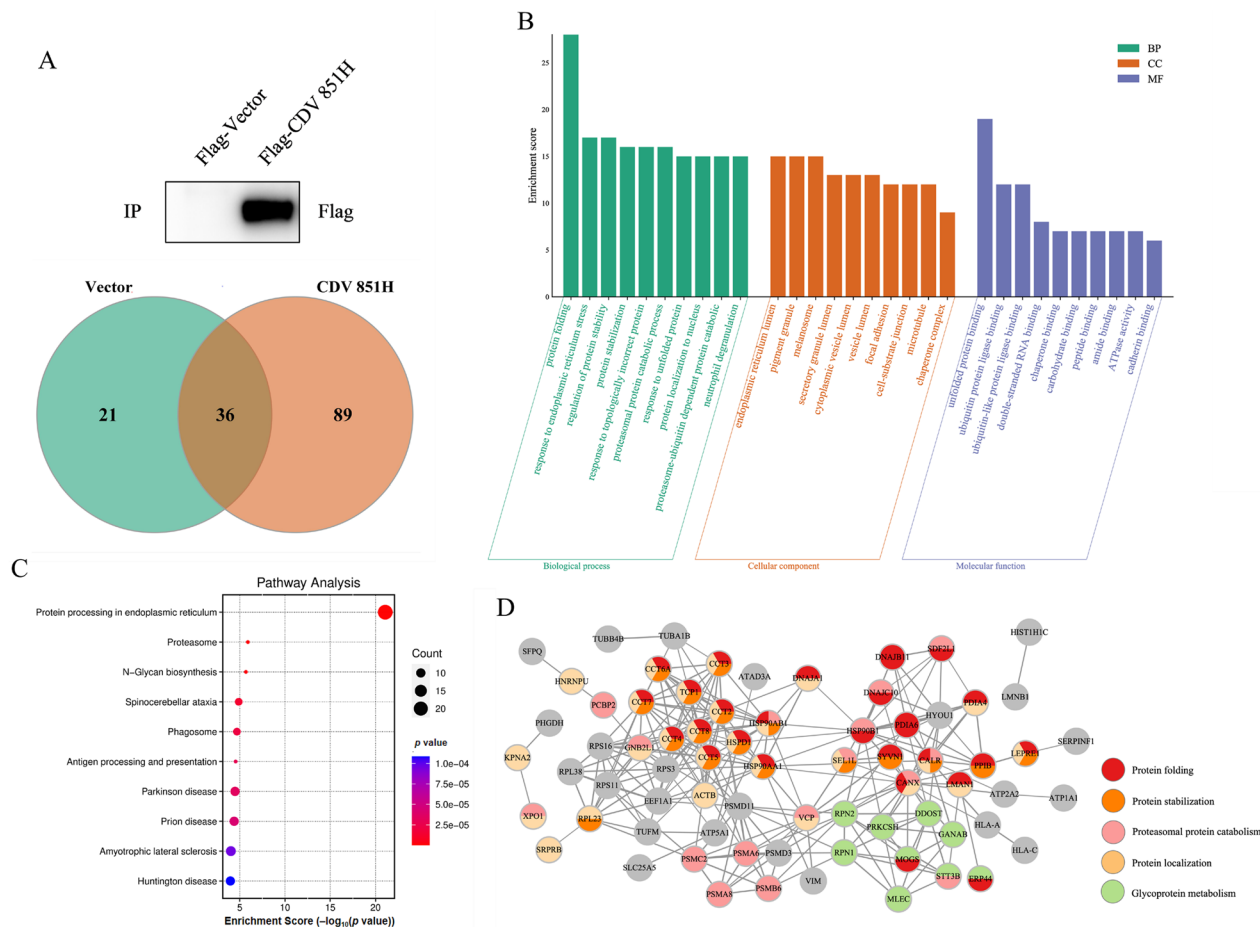 A
Flag-Vector
Flag-CDV 851H
IP
Flag
Vector
CDV 851H
21
36
89
B
Enrichment score
25
20
15
10
5
0
BP
CC
MF
protein folding
response to endoplasmic reticulum stress
regulation of protein stability
protein stabilization
response to topologically incorrect protein
proteasomal protein catabolic process
response to unfolded protein
protein localization to nucleus
proteasome-ubiquitin dependent protein catabolic
neutrophil degranulation
endoplasmic reticulum lumen
pigment granule
melanosome
secretory granule lumen
cytoplasmic vesicle lumen
vesicle lumen
focal adhesion
cell-substrate junction
microtubule
chaperone complex
unfolded protein binding
ubiquitin protein ligase binding
ubiquitin-like protein ligase binding
double-stranded RNA binding
chaperone binding
carbohydrate binding
peptide binding
amide binding
ATPase activity
cadherin binding
Biological process
Cellular component
Molecular function
C
Pathway Analysis
Protein processing in endoplasmic reticulum
Proteasome
N−Glycan biosynthesis
Spinocerebellar ataxia
Phagosome
Antigen processing and presentation
Parkinson disease
Prion disease
Amyotrophic lateral sclerosis
Huntington disease
5
10
15
20
Enrichment Score (−log10(p value))
Count
10
15
20
p value
1.0e−04
7.5e−05
5.0e−05
2.5e−05
D
SFPQ
TUBB4B
TUBA1B
HNRNPU
CCT6A
CCT3
ATAD3A
DNAJA1
DNAJB11
SDF2L1
HIST1H1C
PCBP2
CCT7
TCP1
CCT2
DNAJC10
PDIA4
LMNB1
PHGDH
RPS16
GNB2L1
CCT4
CCT8
HSPD1
HSP90AB1
HSP90B1
PDIA6
HYOU1
SERPINF1
KPNA2
RPL38
RPS11
RPS3
CCT5
HSP90AA1
SEL1L
SYVN1
CALR
PPIB
LEPRE1
XPO1
RPL23
EEF1A1
ACTB
PSMD11
CANX
LMAN1
ATP2A2
ATP1A1
SRPRB
TUFM
ATP5A1
VCP
RPN2
PRKCSH
DDOST
GANAB
HLA-A
SLC25A5
PSMC2
PSMA6
PSMD3
RPN1
MOGS
HLA-C
PSMA8
PSMB6
VIM
STT3B
ERP44
MLEC
Protein folding
Protein stabilization
Proteasomal protein catabolism
Protein localization
Glycoprotein metabolism